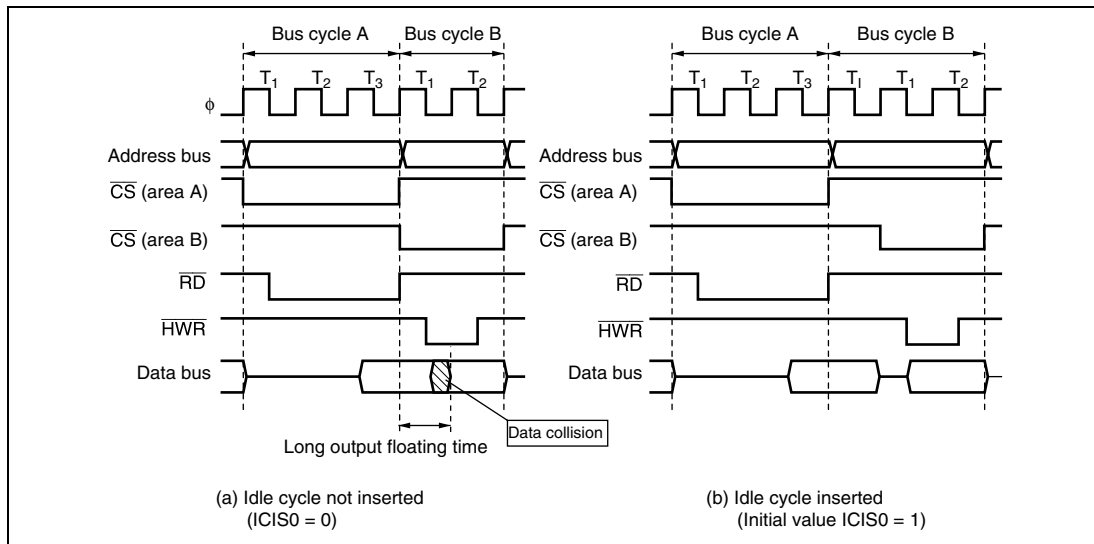 Bus cycle A Bus cycle B
T1 T2 T3 T1 T2
φ
Address bus
CS (area A)
CS (area B)
RD
HWR
Data bus
Data collision
Long output floating time
(a) Idle cycle not inserted
(ICIS0 = 0)
Bus cycle A Bus cycle B
T1 T2 T3 TI T1 T2
Address bus
CS (area A)
CS (area B)
RD
HWR
Data bus
(b) Idle cycle inserted
(Initial value ICIS0 = 1)